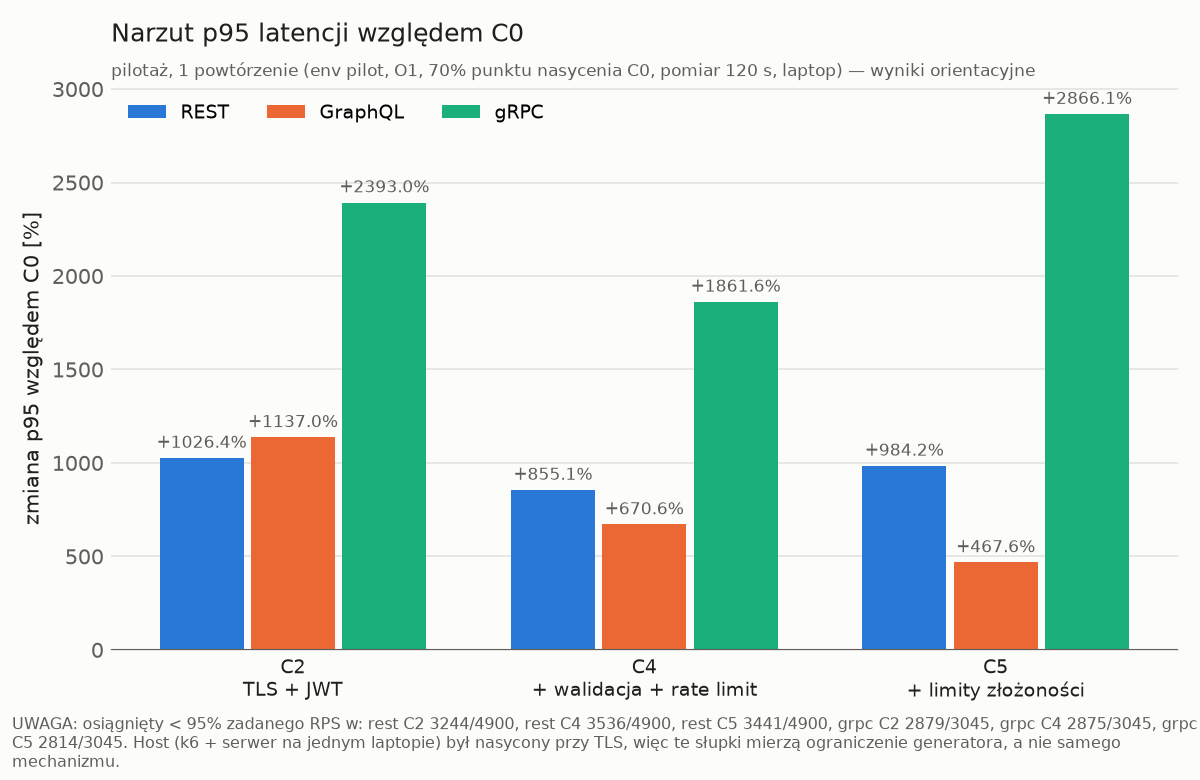 Narzut p95 latencji względem C0
pilotaż, 1 powtórzenie (env pilot, O1, 70% punktu nasycenia C0, pomiar 120 s, laptop) — wyniki orientacyjne
REST GraphQL gRPC
zmiana p95 względem C0 [%]
3000
2500
2000
1500
1000
500
0
+1026.4%
+1137.0%
+2393.0%
+855.1%
+670.6%
+1861.6%
+984.2%
+467.6%
+2866.1%
C2
TLS + JWT
C4
+ walidacja + rate limit
C5
+ limity złożoności
UWAGA: osiągnięty < 95% zadanego RPS w: rest C2 3244/4900, rest C4 3536/4900, rest C5 3441/4900, grpc C2 2879/3045, grpc C4 2875/3045, grpc
C5 2814/3045. Host (k6 + serwer na jednym laptopie) był nasycony przy TLS, więc te słupki mierzą ograniczenie generatora, a nie samego
mechanizmu.